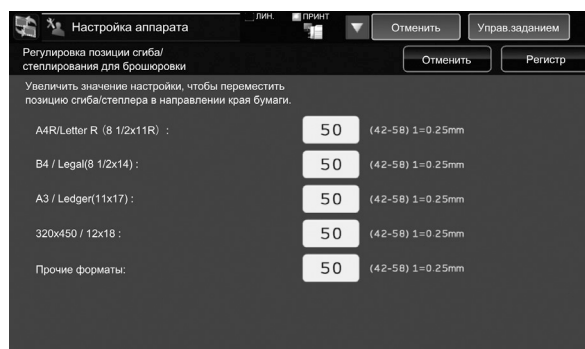 Настройка аппарата
ЛИН.
ПРИНТ
Отменить
Управ.заданием
Регулировка позиции сгиба/
степлирования для брошюровки
Отменить
Регистр
Увеличить значение настройки, чтобы переместить
позицию сгиба/степлера в направлении края бумаги.
A4R/Letter R (8 1/2x11R) : 50 (42-58) 1=0.25mm
B4 / Legal(8 1/2x14) : 50 (42-58) 1=0.25mm
A3 / Ledger(11x17) : 50 (42-58) 1=0.25mm
320x450 / 12x18 : 50 (42-58) 1=0.25mm
Прочие форматы: 50 (42-58) 1=0.25mm